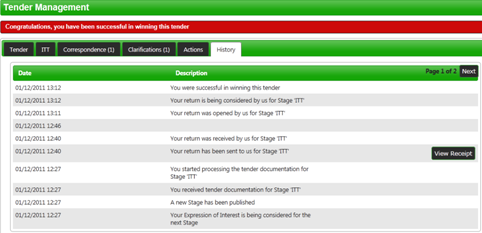 Tender Management
Congratulations, you have been successful in winning this tender
Tender ITT Correspondence (1) Clarifications (1) Actions History
Date Description Page 1 of 2 Next
01/12/2011 13:12 You were successful in winning this tender
01/12/2011 13:12 Your return is being considered by us for Stage 'ITT'
01/12/2011 13:11 Your return was opened by us for Stage 'ITT'
01/12/2011 12:46
01/12/2011 12:40 Your return was received by us for Stage 'ITT'
01/12/2011 12:40 Your return has been sent to us for Stage 'ITT' View Receipt
01/12/2011 12:27 You started processing the tender documentation for
Stage 'ITT'
01/12/2011 12:27 You received tender documentation for Stage 'ITT'
01/12/2011 12:27 A new Stage has been published
01/12/2011 12:27 Your Expression of Interest is being considered for the
next Stage